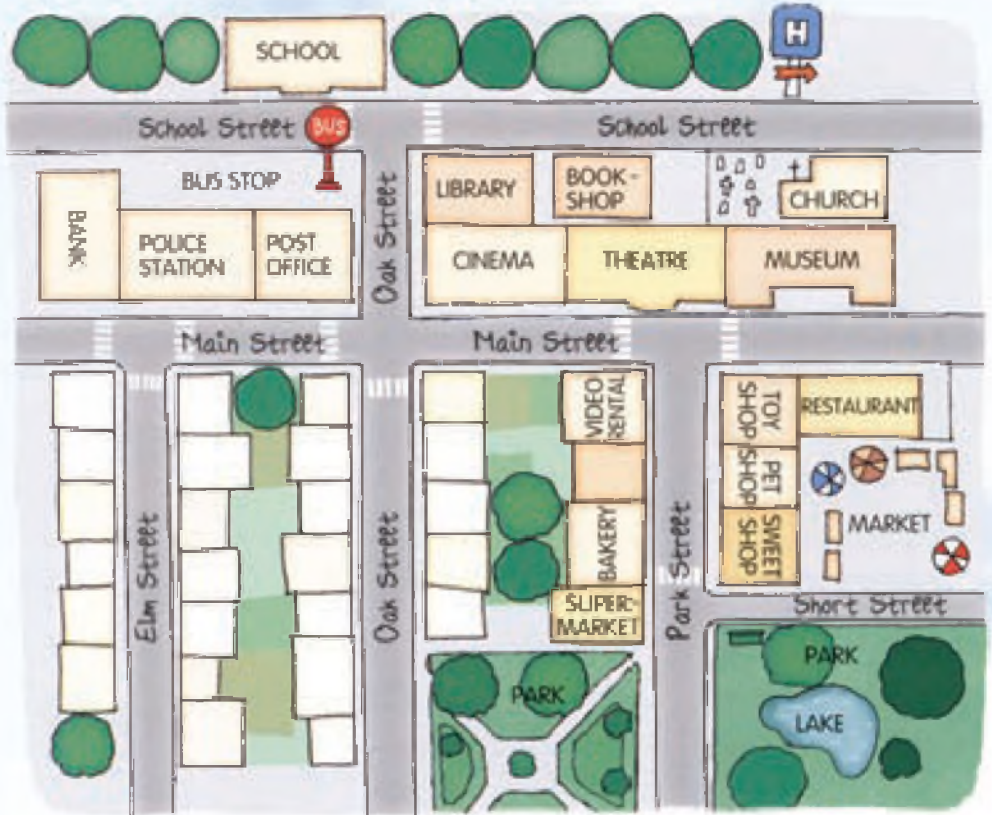 H
SCHOOL
School Street
BUS
School Street
BUS STOP
BANK
POLICE
STATION
POST
OFFICE
Oak Street
LIBRARY
BOOK-
SHOP
CHURCH
CINEMA
THEATRE
MUSEUM
Main Street
Main Street
VIDEO
RENTAL
TOY
SHOP
RESTAURANT
PET
SHOP
SWEET
SHOP
MARKET
BAKERY
SUPER-
MARKET
Elm Street
Oak Street
Park Street
Short Street
PARK
PARK
LAKE